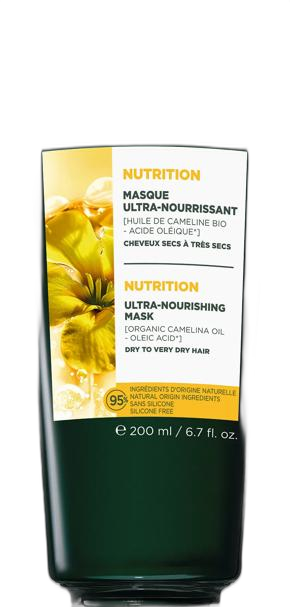 NUTRITION
MASQUE
ULTRA-NOURRISSANT
[HUILE DE CAMELINE BIO
- ACIDE OLÉIQUE*]
CHEVEUX SECS À TRÈS SECS
NUTRITION
ULTRA-NOURISHING
MASK
[ORGANIC CAMELINA OIL
- OLEIC ACID*]
DRY TO VERY DRY HAIR
95%
INGRÉDIENTS D'ORIGINE NATURELLE
NATURAL ORIGIN INGREDIENTS
SANS SILICONE
SILICONE FREE
℮ 200 ml / 6.7 fl. oz.